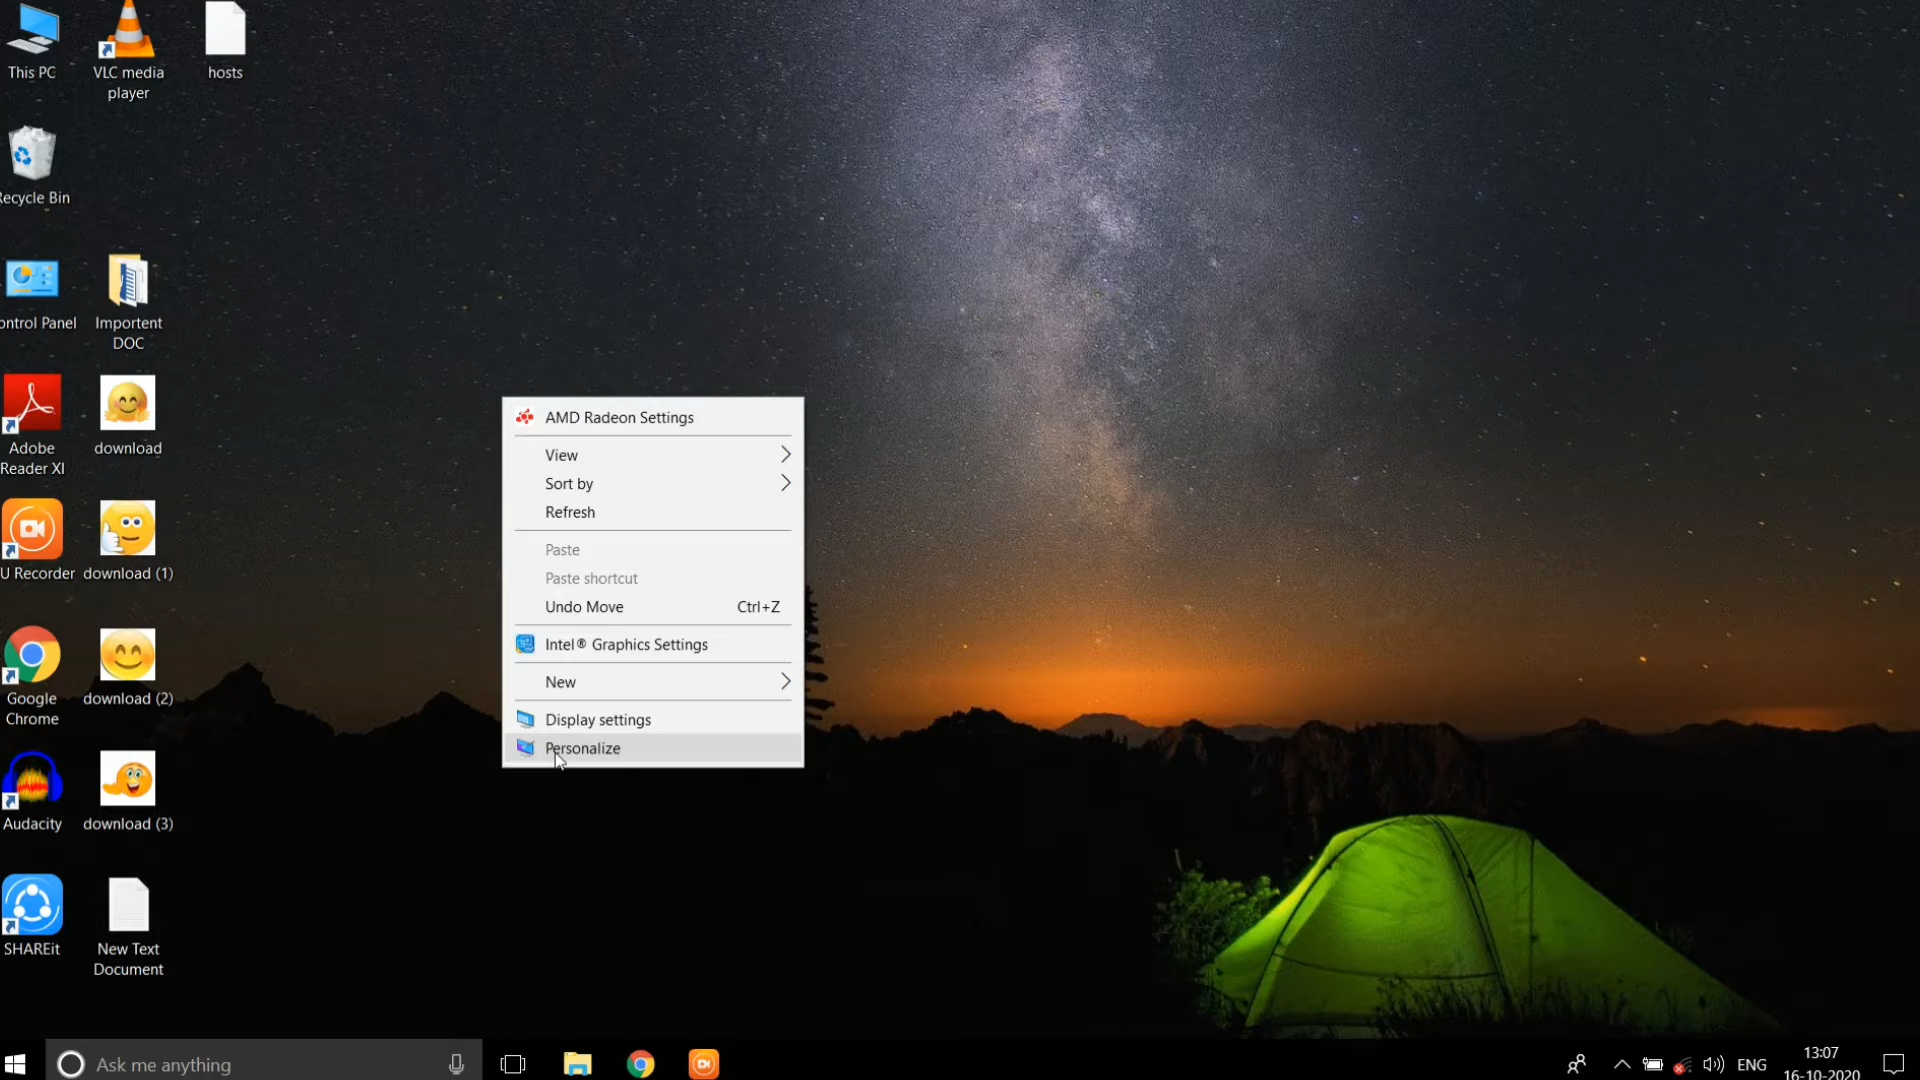 This PC
VLC media
player
hosts
Recycle Bin
ontrol Panel
Importent
DOC
Adobe
Reader XI
download
U Recorder
download (1)
Google
Chrome
download (2)
Audacity
download (3)
SHAREit
New Text
Document
AMD Radeon Settings
View
Sort by
Refresh
Paste
Paste shortcut
Undo Move Ctrl+Z
Intel® Graphics Settings
New
Display settings
Personalize
Ask me anything
ENG
13:07
16-10-2020